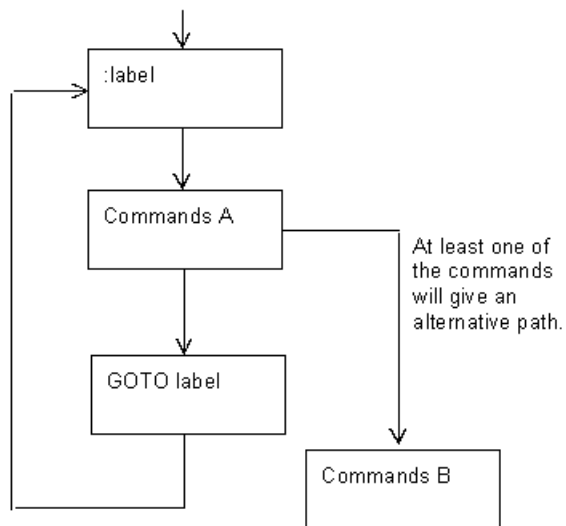 :label
Commands A
At least one of
the commands
will give an
alternative path.
GOTO label
Commands B